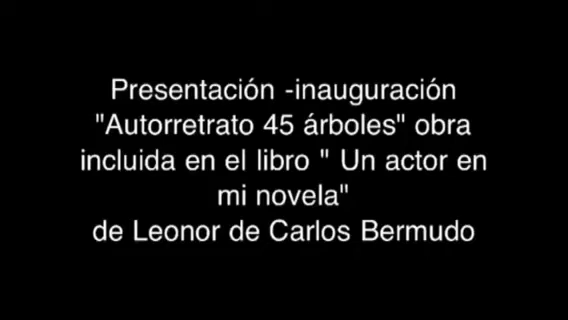 Presentación -inauguración
"Autorretrato 45 árboles" obra
incluida en el libro " Un actor en
mi novela"
de Leonor de Carlos Bermudo